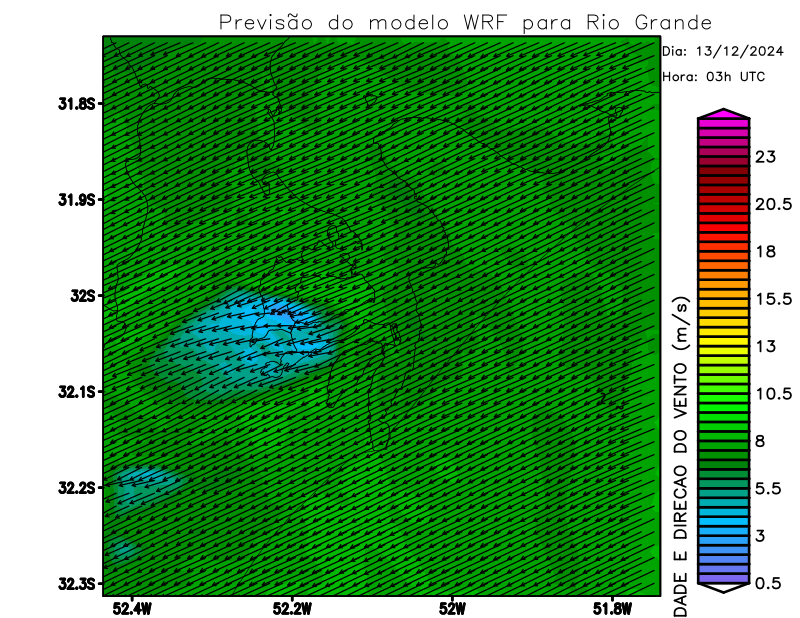 Previsão do modelo WRF para Rio Grande
Dia: 13/12/2024
Hora: 03h UTC
31.8S
31.9S
32S
32.1S
32.2S
32.3S
52.4W
52.2W
52W
51.8W
23
20.5
18
15.5
13
10.5
8
5.5
3
0.5
DADE E DIRECAO DO VENTO (m/s)